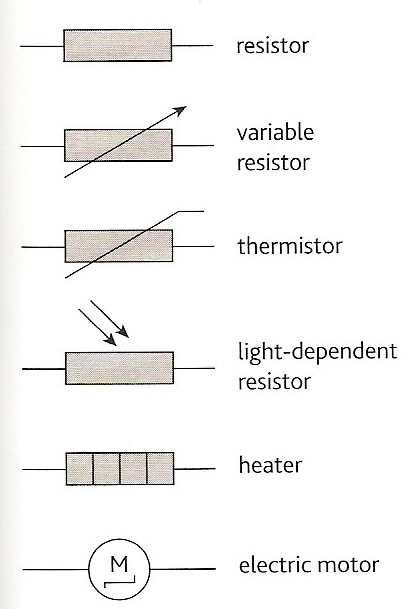 resistor
variable
resistor
thermistor
light-dependent
resistor
heater
M
electric motor